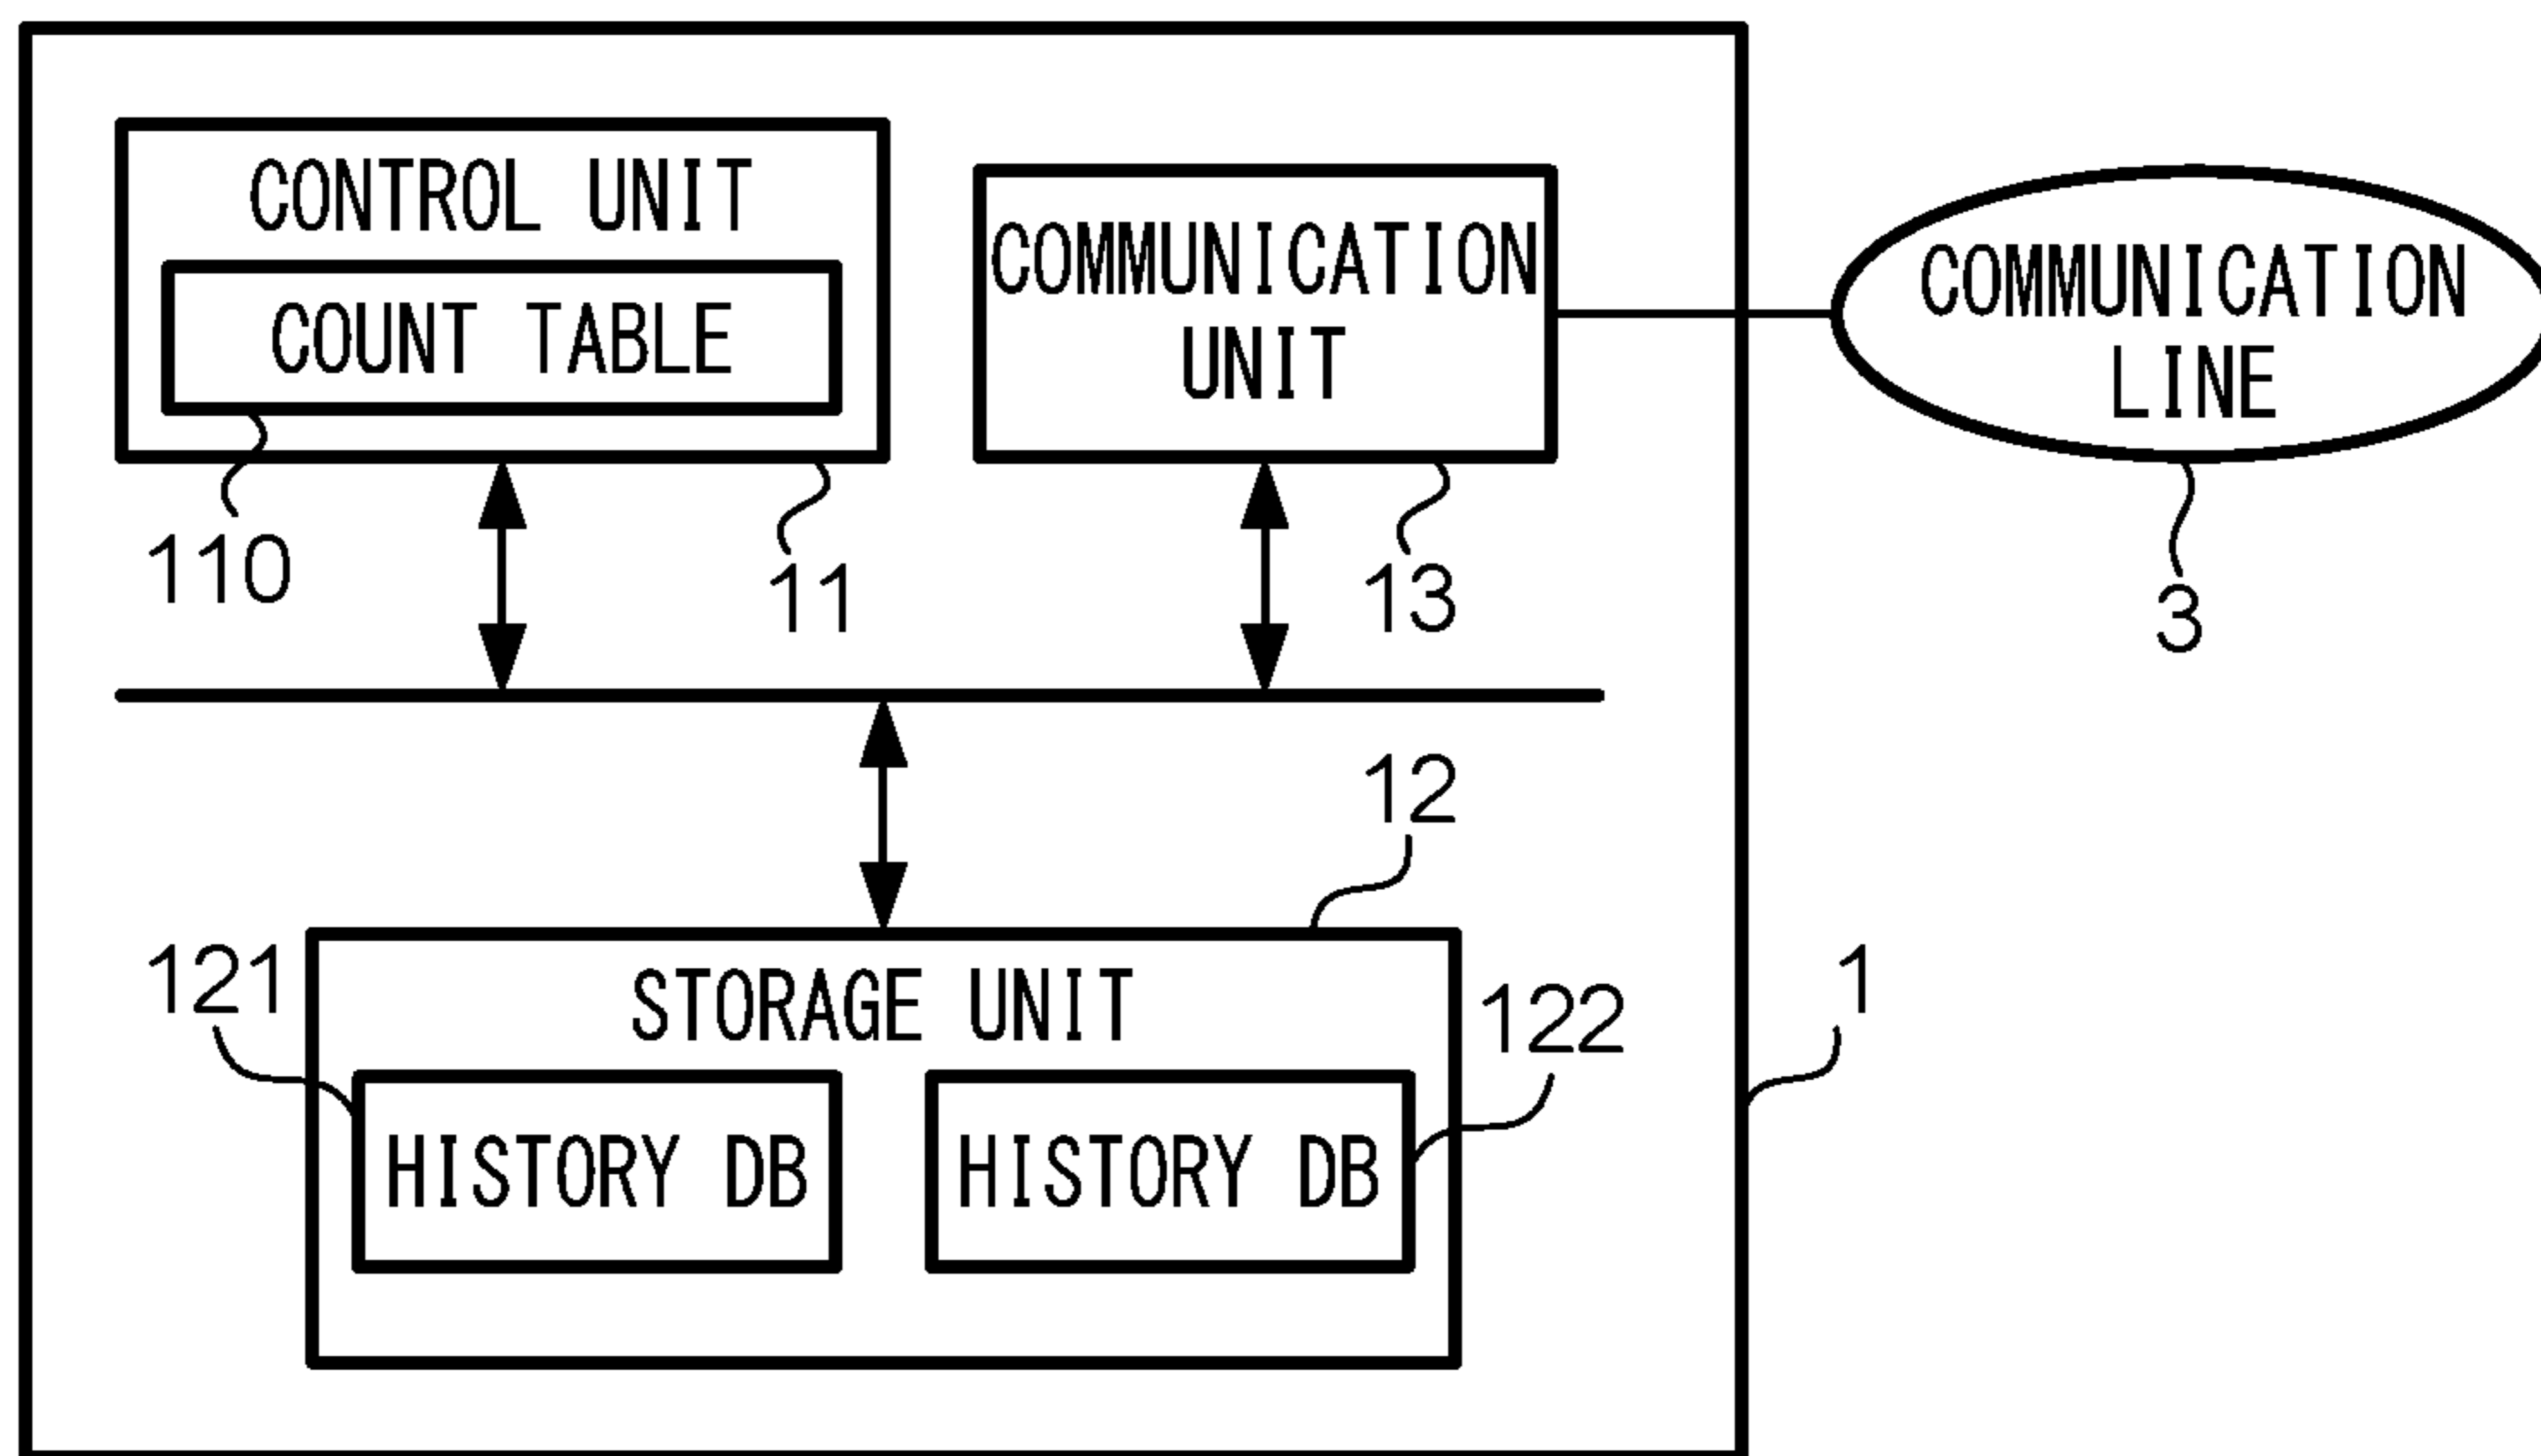 CONTROL UNIT
COUNT TABLE
COMMUNICATION
UNIT
COMMUNICATION
LINE
110
11
13
3
12
121
STORAGE UNIT
122
1
HISTORY DB
HISTORY DB